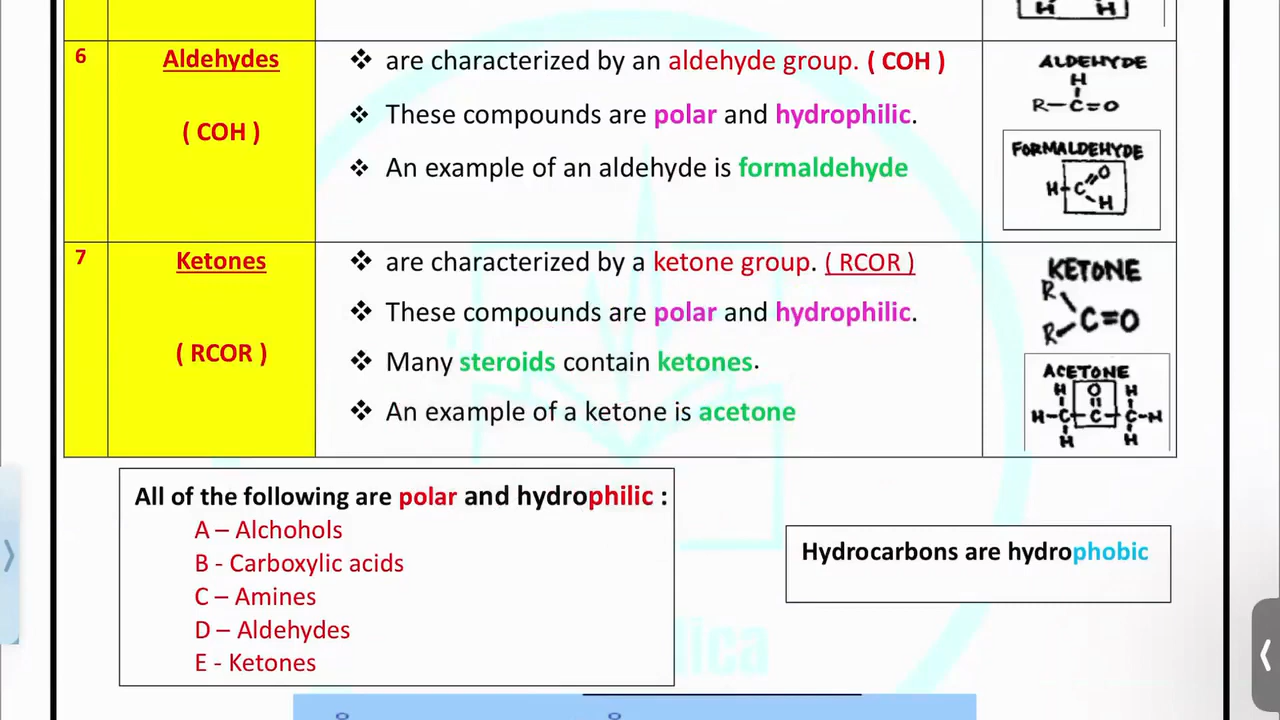 H H
6 Aldehydes
( COH )
❖ are characterized by an aldehyde group. ( COH )
❖ These compounds are polar and hydrophilic.
❖ An example of an aldehyde is formaldehyde
ALDEHYDE
H
R–C=O
FORMALDEHYDE
H C O
H
7 Ketones
( RCOR )
❖ are characterized by a ketone group. ( RCOR )
❖ These compounds are polar and hydrophilic.
❖ Many steroids contain ketones.
❖ An example of a ketone is acetone
KETONE
R
C=O
R
ACETONE
H O H
H–C–C–C–H
H H
All of the following are polar and hydrophilic :
A – Alchohols
B - Carboxylic acids
C – Amines
D – Aldehydes
E - Ketones
Hydrocarbons are hydrophobic